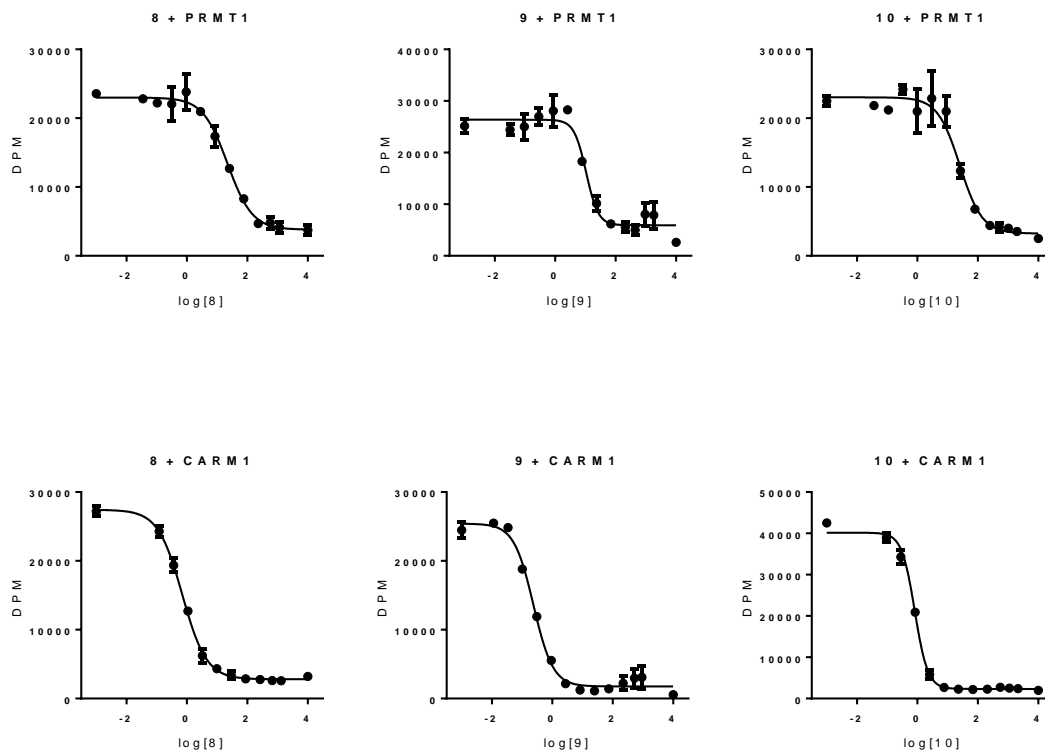 8 + PRMT1
30000
20000
10000
0
DPM
-2 0 2 4
log[8]
9 + PRMT1
40000
30000
20000
10000
0
DPM
-2 0 2 4
log[9]
10 + PRMT1
30000
20000
10000
0
DPM
-2 0 2 4
log[10]
8 + CARM1
30000
20000
10000
0
DPM
-2 0 2 4
log[8]
9 + CARM1
30000
20000
10000
0
DPM
-2 0 2 4
log[9]
10 + CARM1
50000
40000
30000
20000
10000
0
DPM
-2 0 2 4
log[10]